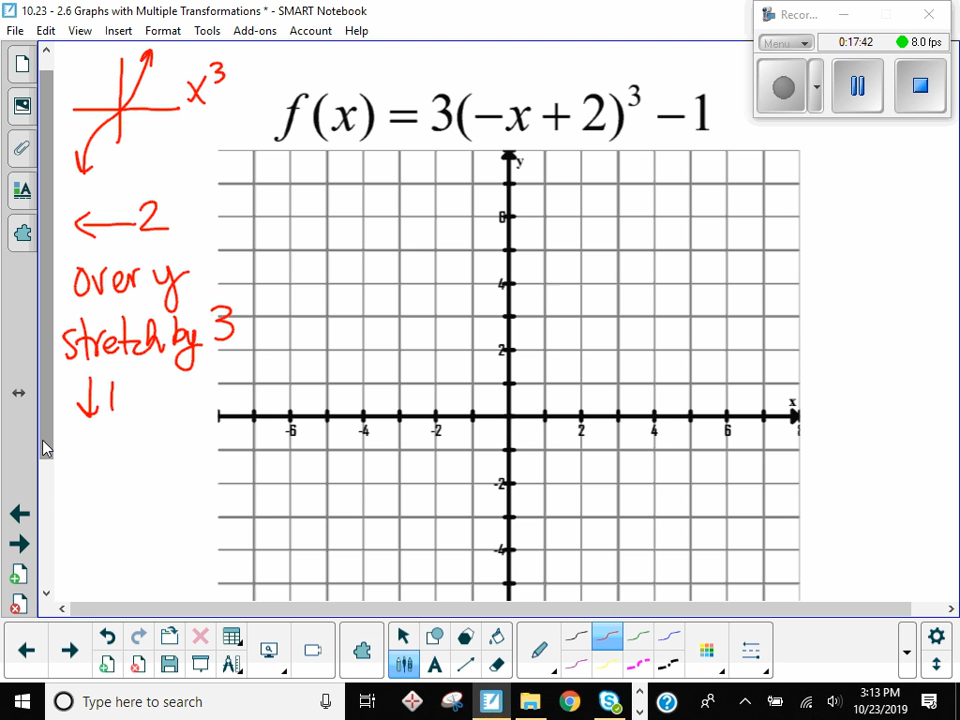 10.23 - 2.6 Graphs with Multiple Transformations * - SMART Notebook
File Edit View Insert Format Tools Add-ons Account Help
Recor...
Menu
0:17:42
8.0 fps
x³
f(x) = 3(-x + 2)³ - 1
← 2
over y
stretch by 3
↓ 1
y
8
4
2
x
-6 -4 -2 2 4 6 8
-2
-4
A
Type here to search
3:13 PM
10/23/2019